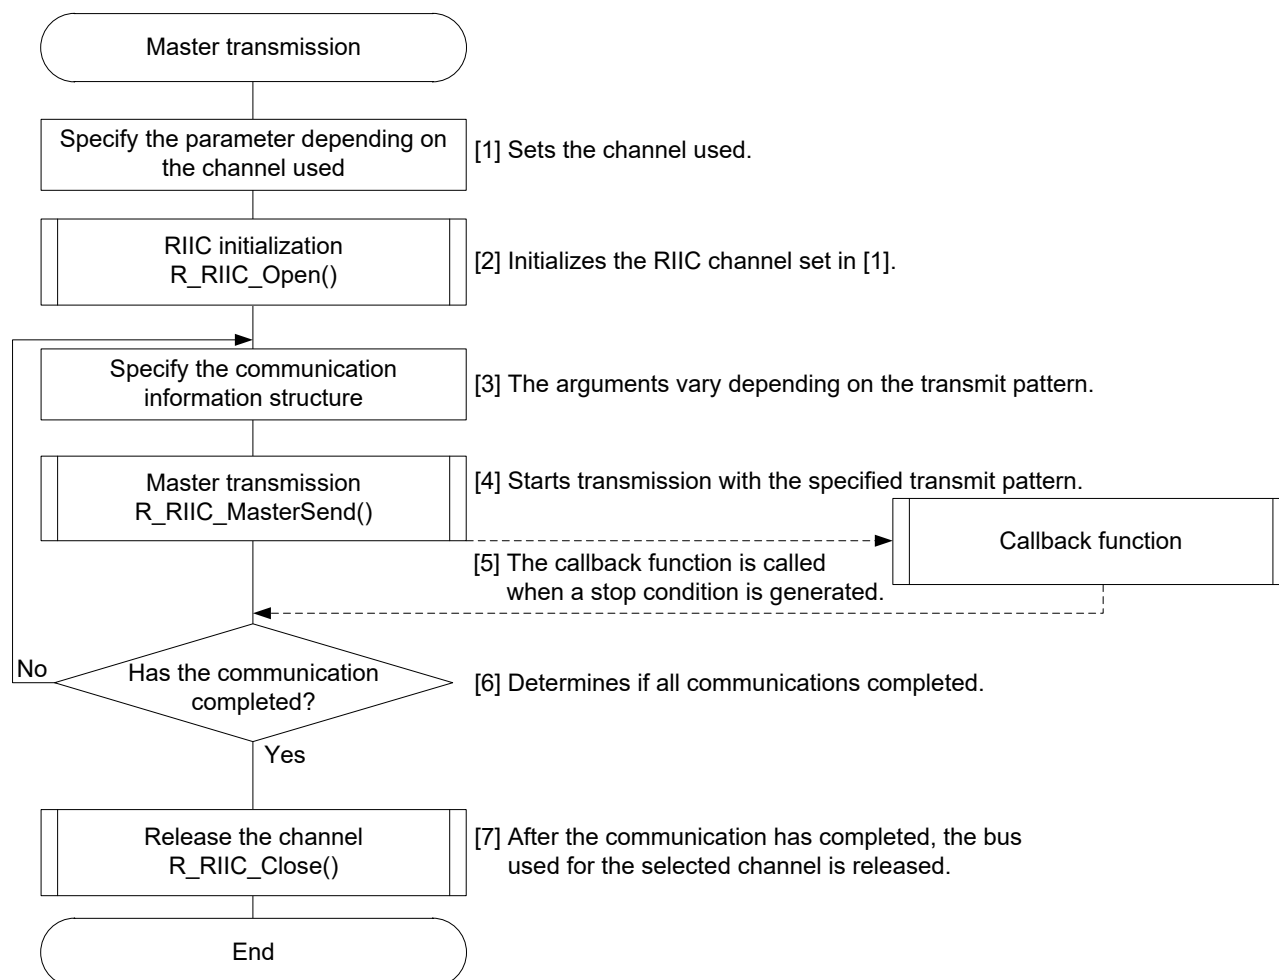 Master transmission
Specify the parameter depending on
the channel used
[1] Sets the channel used.
RIIC initialization
R_RIIC_Open()
[2] Initializes the RIIC channel set in [1].
Specify the communication
information structure
[3] The arguments vary depending on the transmit pattern.
Master transmission
R_RIIC_MasterSend()
[4] Starts transmission with the specified transmit pattern.
Callback function
[5] The callback function is called
when a stop condition is generated.
No
Has the communication
completed?
[6] Determines if all communications completed.
Yes
Release the channel
R_RIIC_Close()
[7] After the communication has completed, the bus
used for the selected channel is released.
End